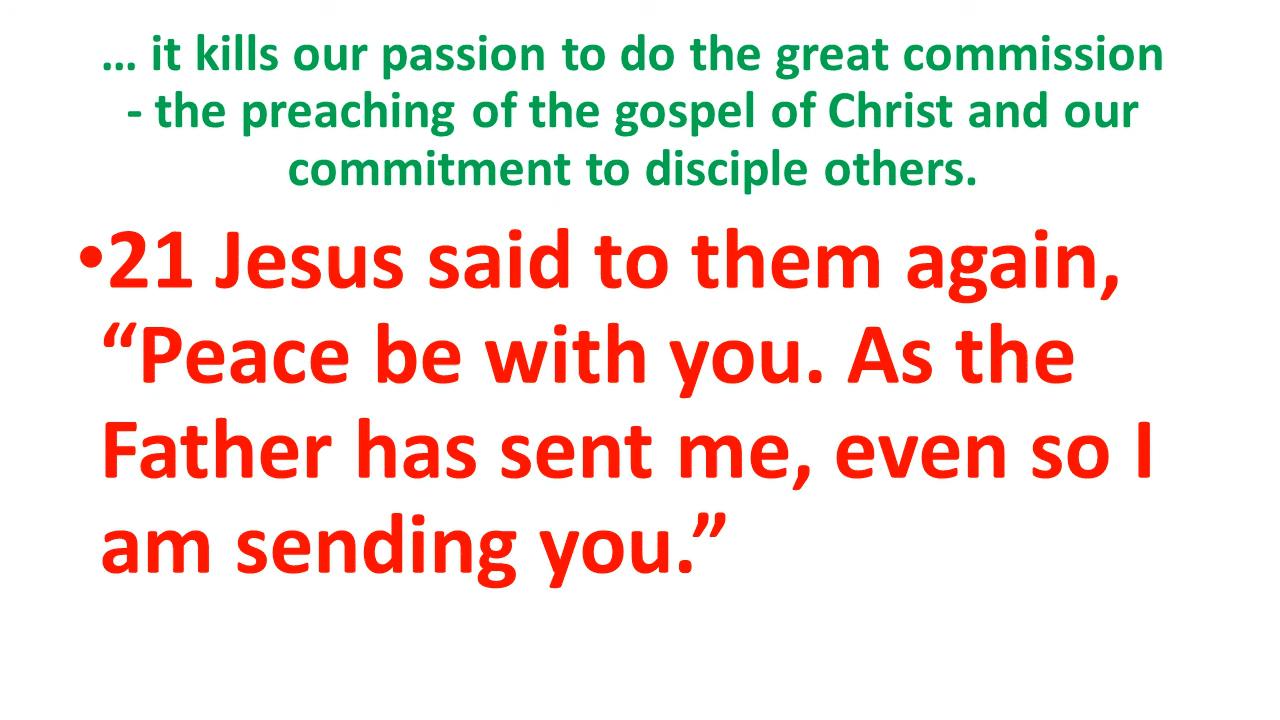 … it kills our passion to do the great commission
- the preaching of the gospel of Christ and our
commitment to disciple others.
•21 Jesus said to them again,
“Peace be with you. As the
Father has sent me, even so I
am sending you.”